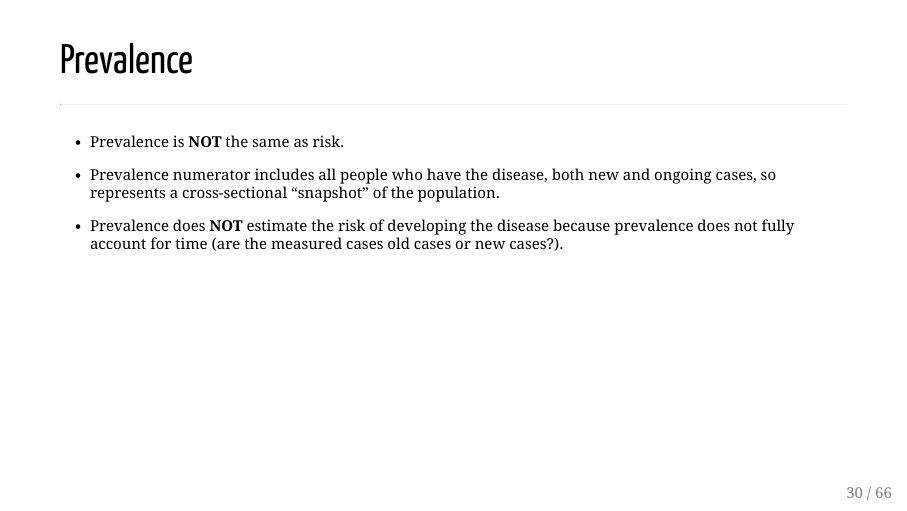 Prevalence
• Prevalence is NOT the same as risk.
• Prevalence numerator includes all people who have the disease, both new and ongoing cases, so
represents a cross-sectional “snapshot” of the population.
• Prevalence does NOT estimate the risk of developing the disease because prevalence does not fully
account for time (are the measured cases old cases or new cases?).
30 / 66